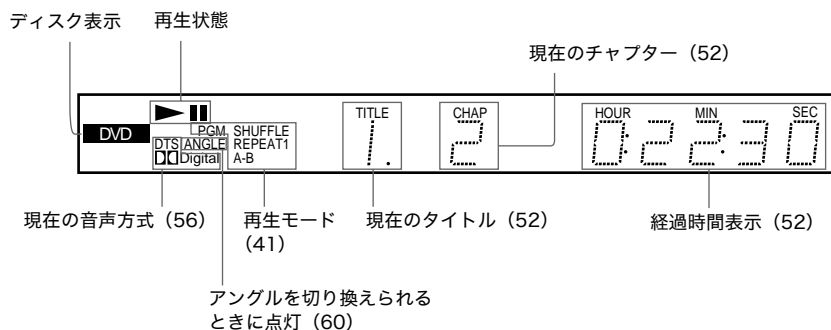 ディスク表示
再生状態
現在のチャプター（52）
DVD
PGM SHUFFLE
DTS ANGLE REPEAT1
Digital A-B
TITLE
1.
CHAP
2
HOUR MIN SEC
0:22:30
現在の音声方式（56）
再生モード
（41）
現在のタイトル（52）
経過時間表示（52）
アングルを切り換えられる
ときに点灯（60）